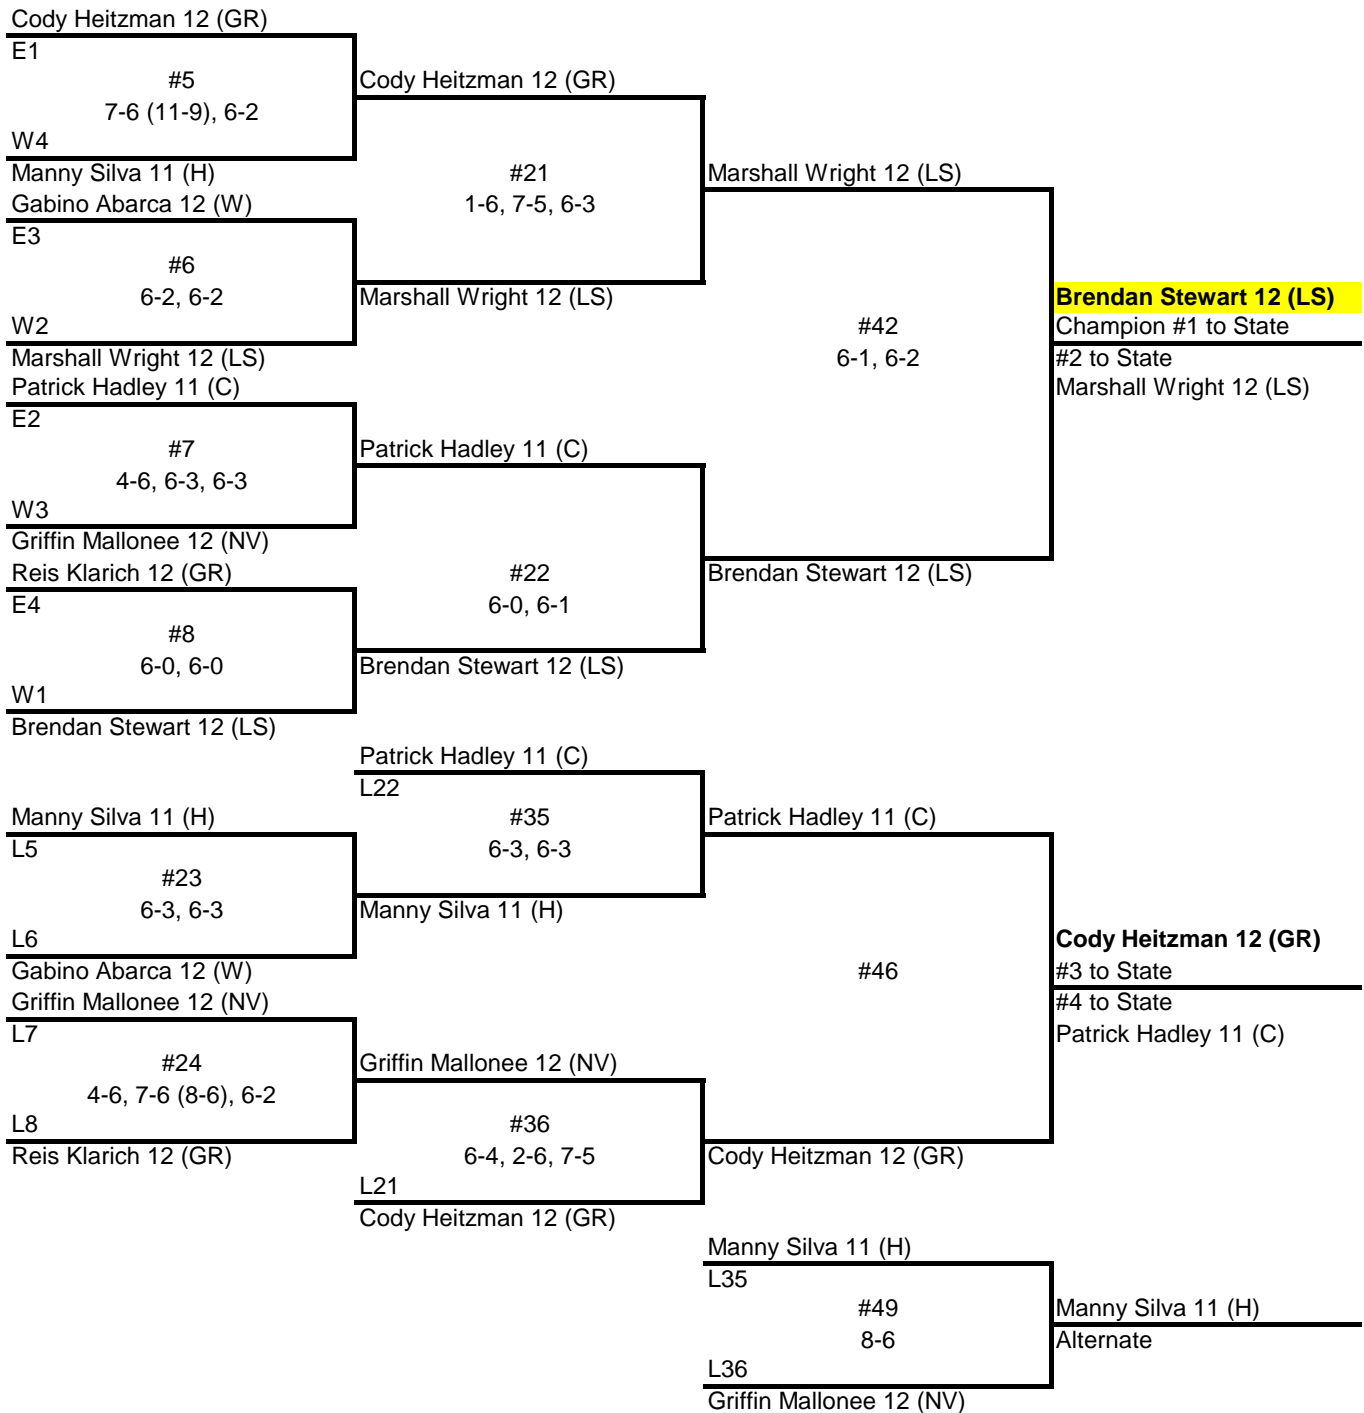 Cody Heitzman 12 (GR)
E1
#5
7-6 (11-9), 6-2
W4
Manny Silva 11 (H)
Gabino Abarca 12 (W)
E3
#6
6-2, 6-2
W2
Marshall Wright 12 (LS)
Patrick Hadley 11 (C)
E2
#7
4-6, 6-3, 6-3
W3
Griffin Mallonee 12 (NV)
Reis Klarich 12 (GR)
E4
#8
6-0, 6-0
W1
Brendan Stewart 12 (LS)
Cody Heitzman 12 (GR)
#21
1-6, 7-5, 6-3
Marshall Wright 12 (LS)
Patrick Hadley 11 (C)
#22
6-0, 6-1
Brendan Stewart 12 (LS)
Marshall Wright 12 (LS)
#42
6-1, 6-2
Brendan Stewart 12 (LS)
Brendan Stewart 12 (LS)
Champion #1 to State
#2 to State
Marshall Wright 12 (LS)
Manny Silva 11 (H)
L5
#23
6-3, 6-3
L6
Gabino Abarca 12 (W)
Griffin Mallonee 12 (NV)
L7
#24
4-6, 7-6 (8-6), 6-2
L8
Reis Klarich 12 (GR)
Patrick Hadley 11 (C)
L22
#35
6-3, 6-3
Manny Silva 11 (H)
Griffin Mallonee 12 (NV)
#36
6-4, 2-6, 7-5
L21
Cody Heitzman 12 (GR)
Patrick Hadley 11 (C)
#46
Cody Heitzman 12 (GR)
Cody Heitzman 12 (GR)
#3 to State
#4 to State
Patrick Hadley 11 (C)
Manny Silva 11 (H)
L35
#49
8-6
L36
Griffin Mallonee 12 (NV)
Manny Silva 11 (H)
Alternate